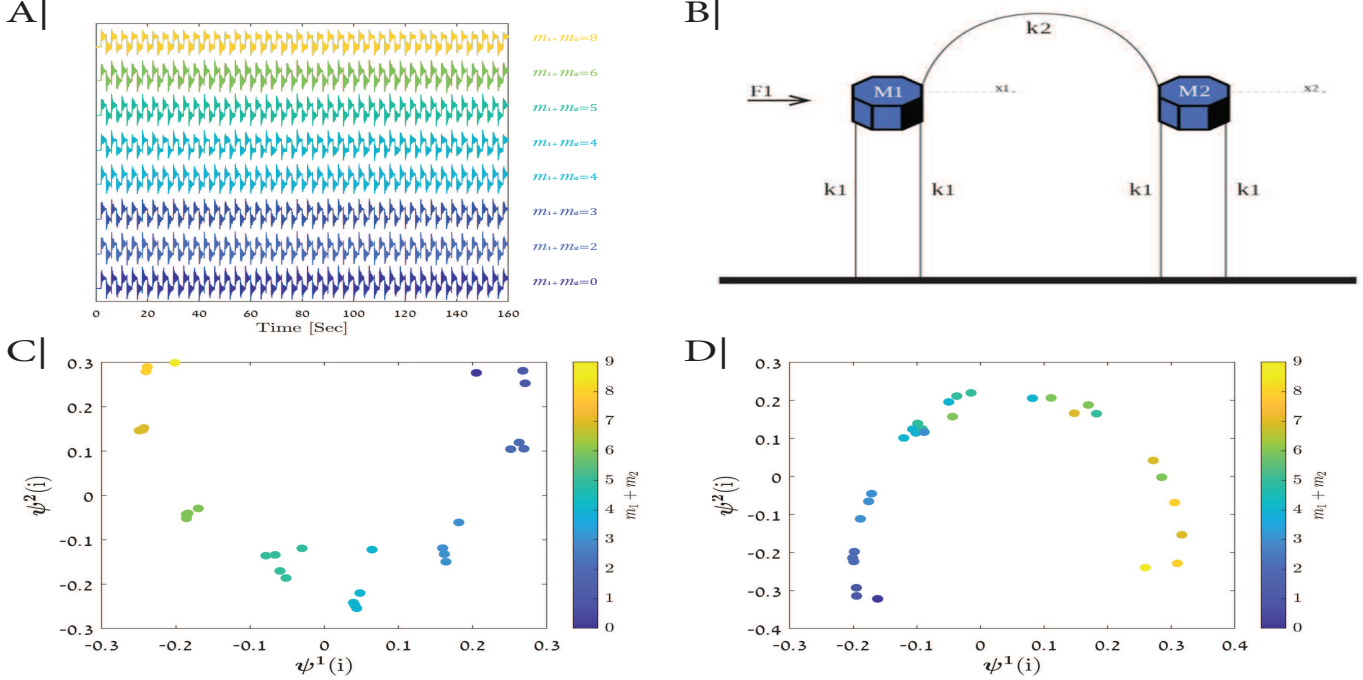 A|
m₁+m₂=8
m₁+m₂=6
m₁+m₂=5
m₁+m₂=4
m₁+m₂=4
m₁+m₂=3
m₁+m₂=2
m₁+m₂=0
0 20 40 60 80 100 120 140 160
Time [Sec]
B|
k2
F1
M1
x1
M2
x2
k1
k1
k1
k1
C|
0.3
0.2
0.1
0
-0.1
-0.2
-0.3
ψ²(i)
-0.3 -0.2 -0.1 0 0.1 0.2 0.3
ψ¹(i)
9
8
7
6
5
4
3
2
1
0
m₁ + m₂
D|
0.3
0.2
0.1
0
-0.1
-0.2
-0.3
-0.4
ψ²(i)
-0.3 -0.2 -0.1 0 0.1 0.2 0.3 0.4
ψ¹(i)
9
8
7
6
5
4
3
2
1
0
m₁ + m₂